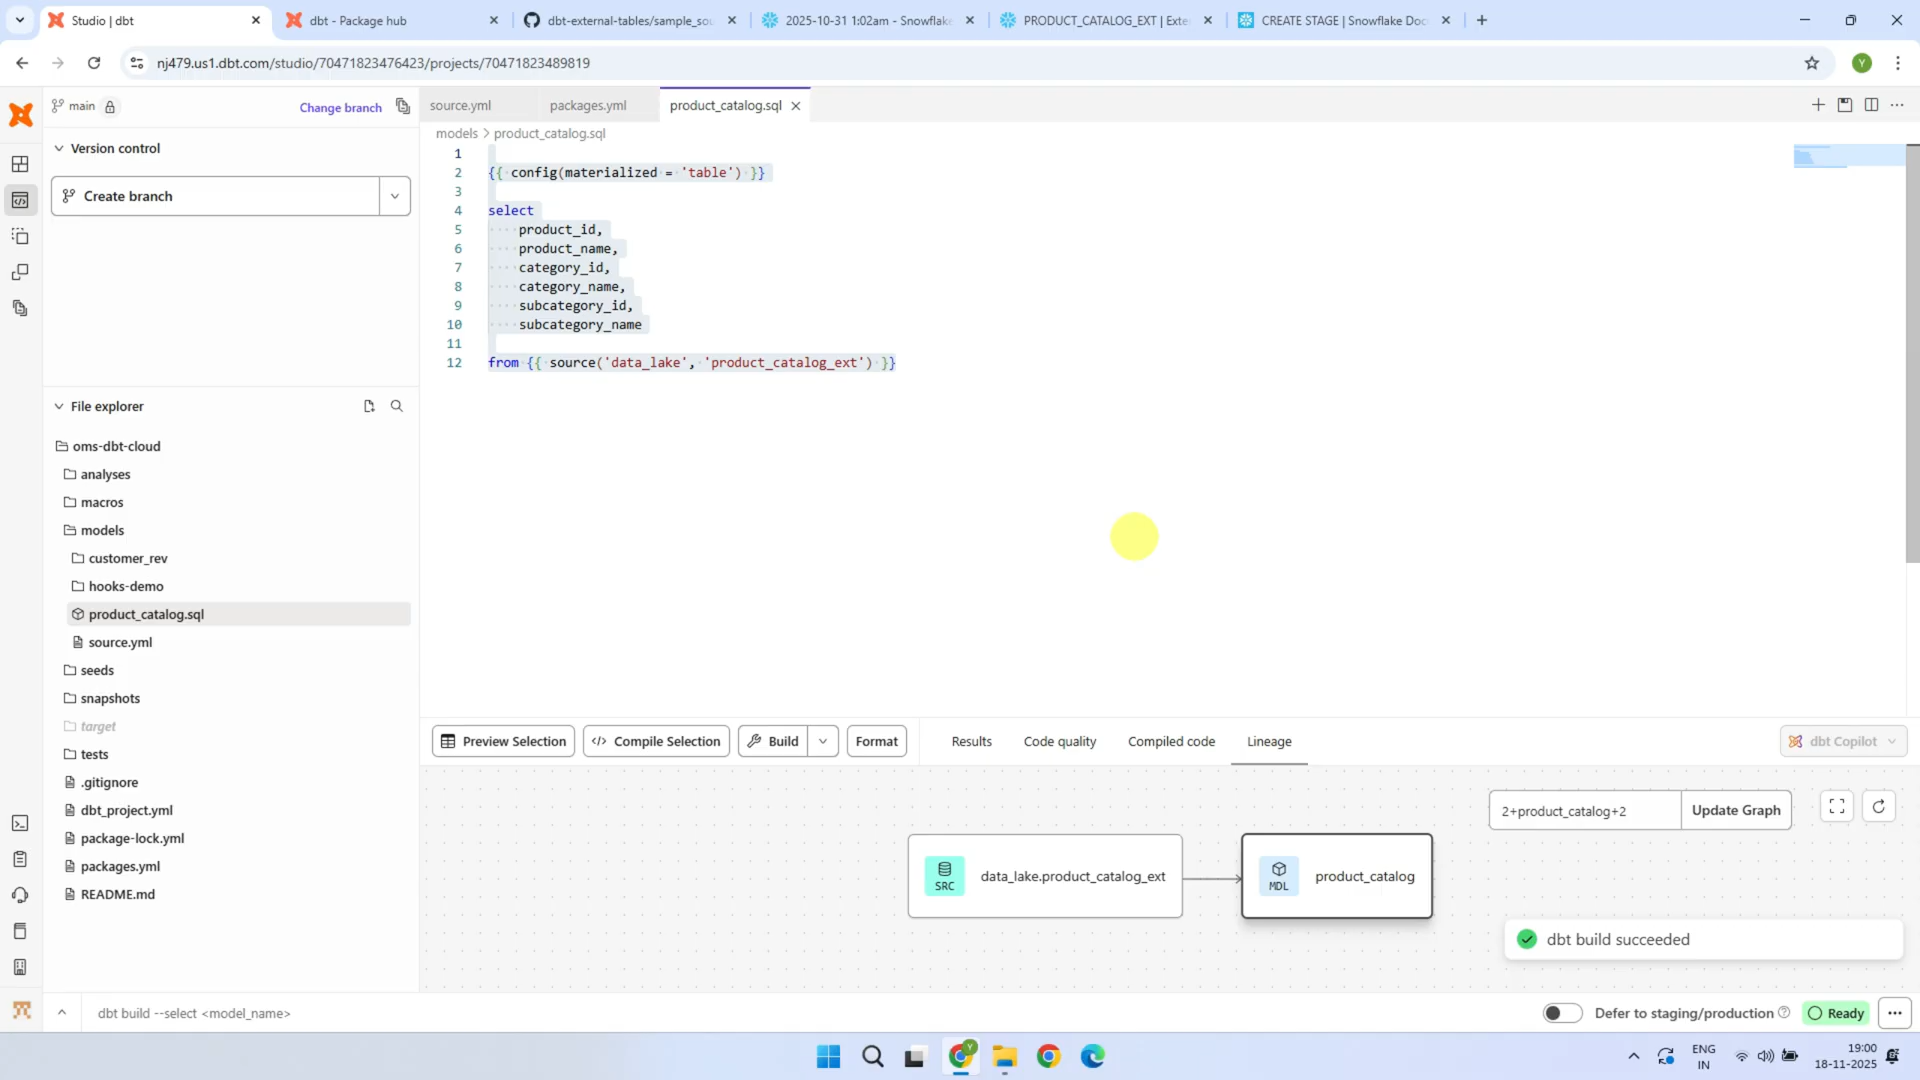 Studio | dbt
dbt - Package hub
dbt-external-tables/sample_sou
2025-10-31 1:02am - Snowflake
PRODUCT_CATALOG_EXT | Exte
CREATE STAGE | Snowflake Doc
nj479.us1.dbt.com/studio/70471823476423/projects/70471823489819
Y
main
Change branch
source.yml
packages.yml
product_catalog.sql
models > product_catalog.sql
Version control
Create branch
1
2 {{ config(materialized = 'table') }}
3
4 select
5 product_id,
6 product_name,
7 category_id,
8 category_name,
9 subcategory_id,
10 subcategory_name
11
12 from {{ source('data_lake', 'product_catalog_ext') }}
File explorer
oms-dbt-cloud
analyses
macros
models
customer_rev
hooks-demo
product_catalog.sql
source.yml
seeds
snapshots
target
tests
.gitignore
dbt_project.yml
package-lock.yml
packages.yml
README.md
Preview Selection
Compile Selection
Build
Format
Results
Code quality
Compiled code
Lineage
dbt Copilot
2+product_catalog+2
Update Graph
SRC
data_lake.product_catalog_ext
MDL
product_catalog
dbt build succeeded
dbt build --select <model_name>
Defer to staging/production
Ready
ENG
IN
19:00
18-11-2025